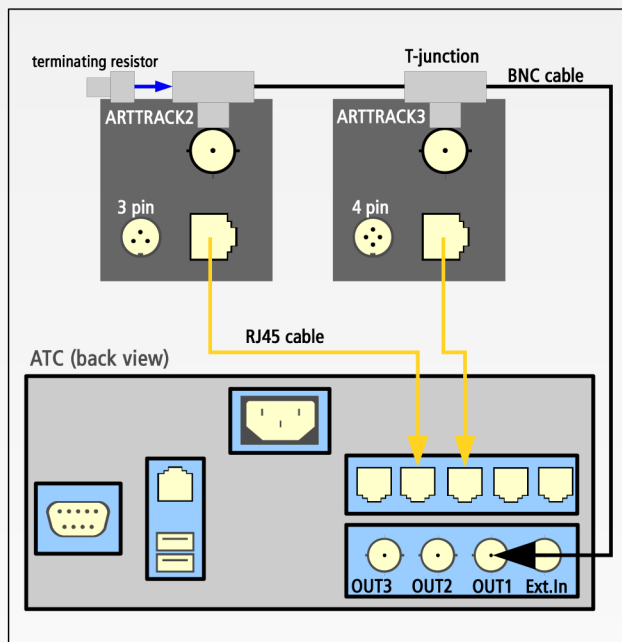 terminating resistor
T-junction
BNC cable
ARTTRACK2
ARTTRACK3
3 pin
4 pin
RJ45 cable
ATC (back view)
OUT3
OUT2
OUT1
Ext.In